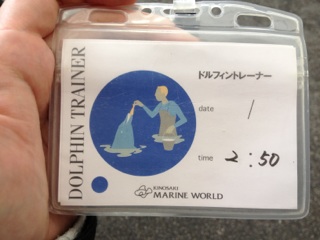 DOLPHIN TRAINER
ドルフィントレーナー
date /
time 2:50
KINOSAKI
MARINE WORLD